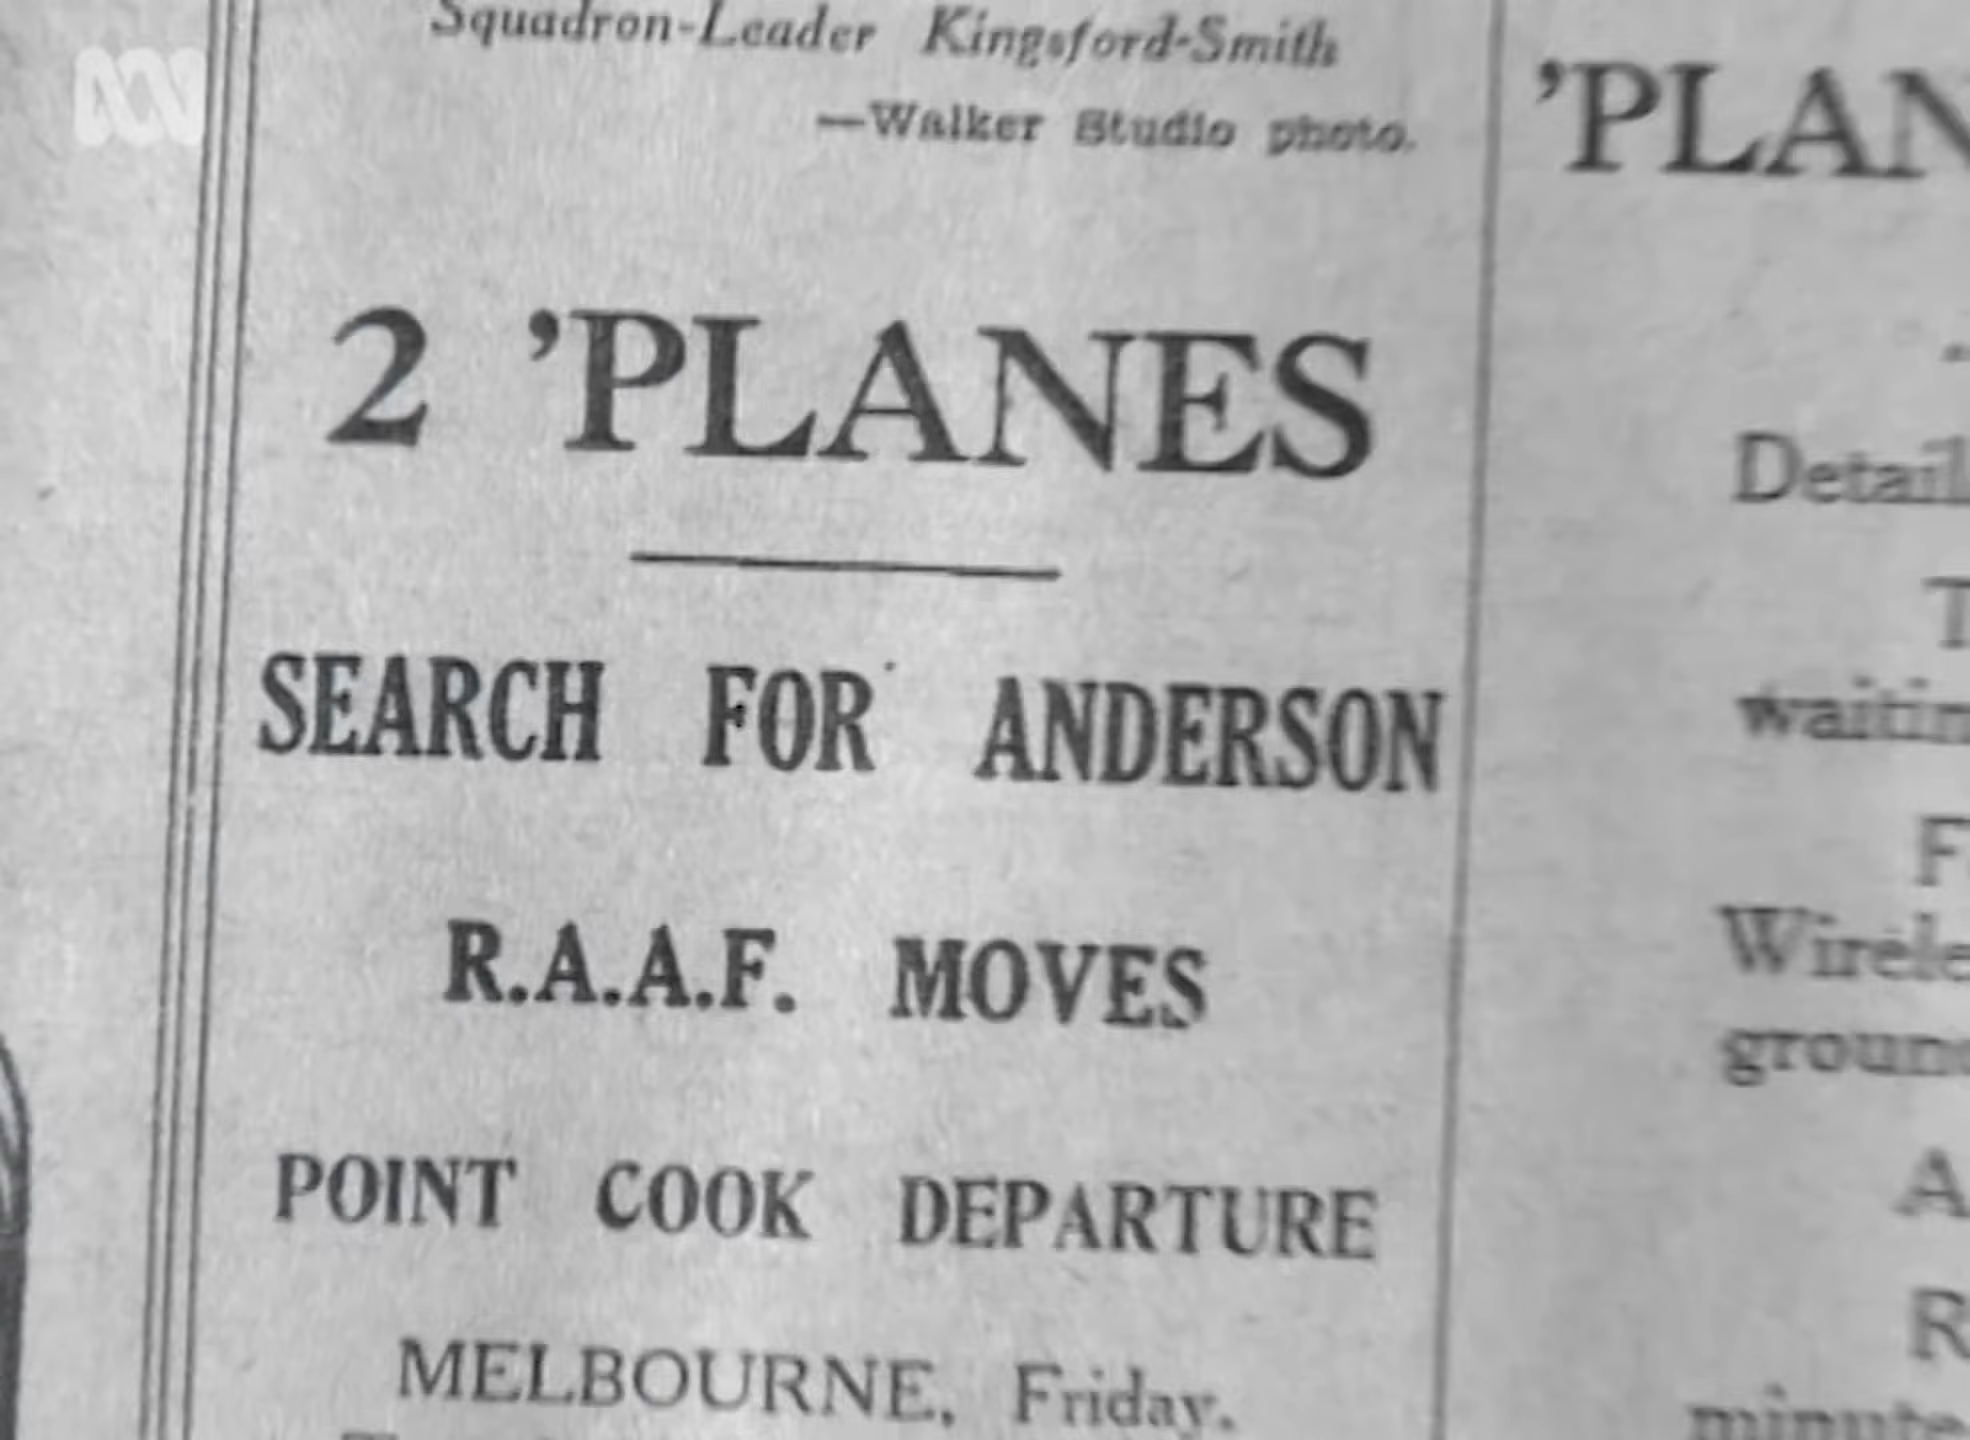 Squadron-Leader Kingsford-Smith
—Walker Studio photo.
2 'PLANES
SEARCH FOR ANDERSON
R.A.A.F. MOVES
POINT COOK DEPARTURE
MELBOURNE, Friday.
'PLAN
Detail
T
waitin
F
Wirele
groun
A
R
minute